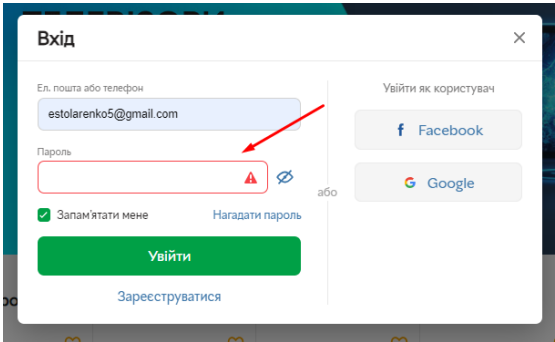 Вхід
Ел. пошта або телефон
estolarenko5@gmail.com
Пароль
Запам'ятати мене
Нагадати пароль
Увійти
Зареєструватися
або
Увійти як користувач
f Facebook
G Google